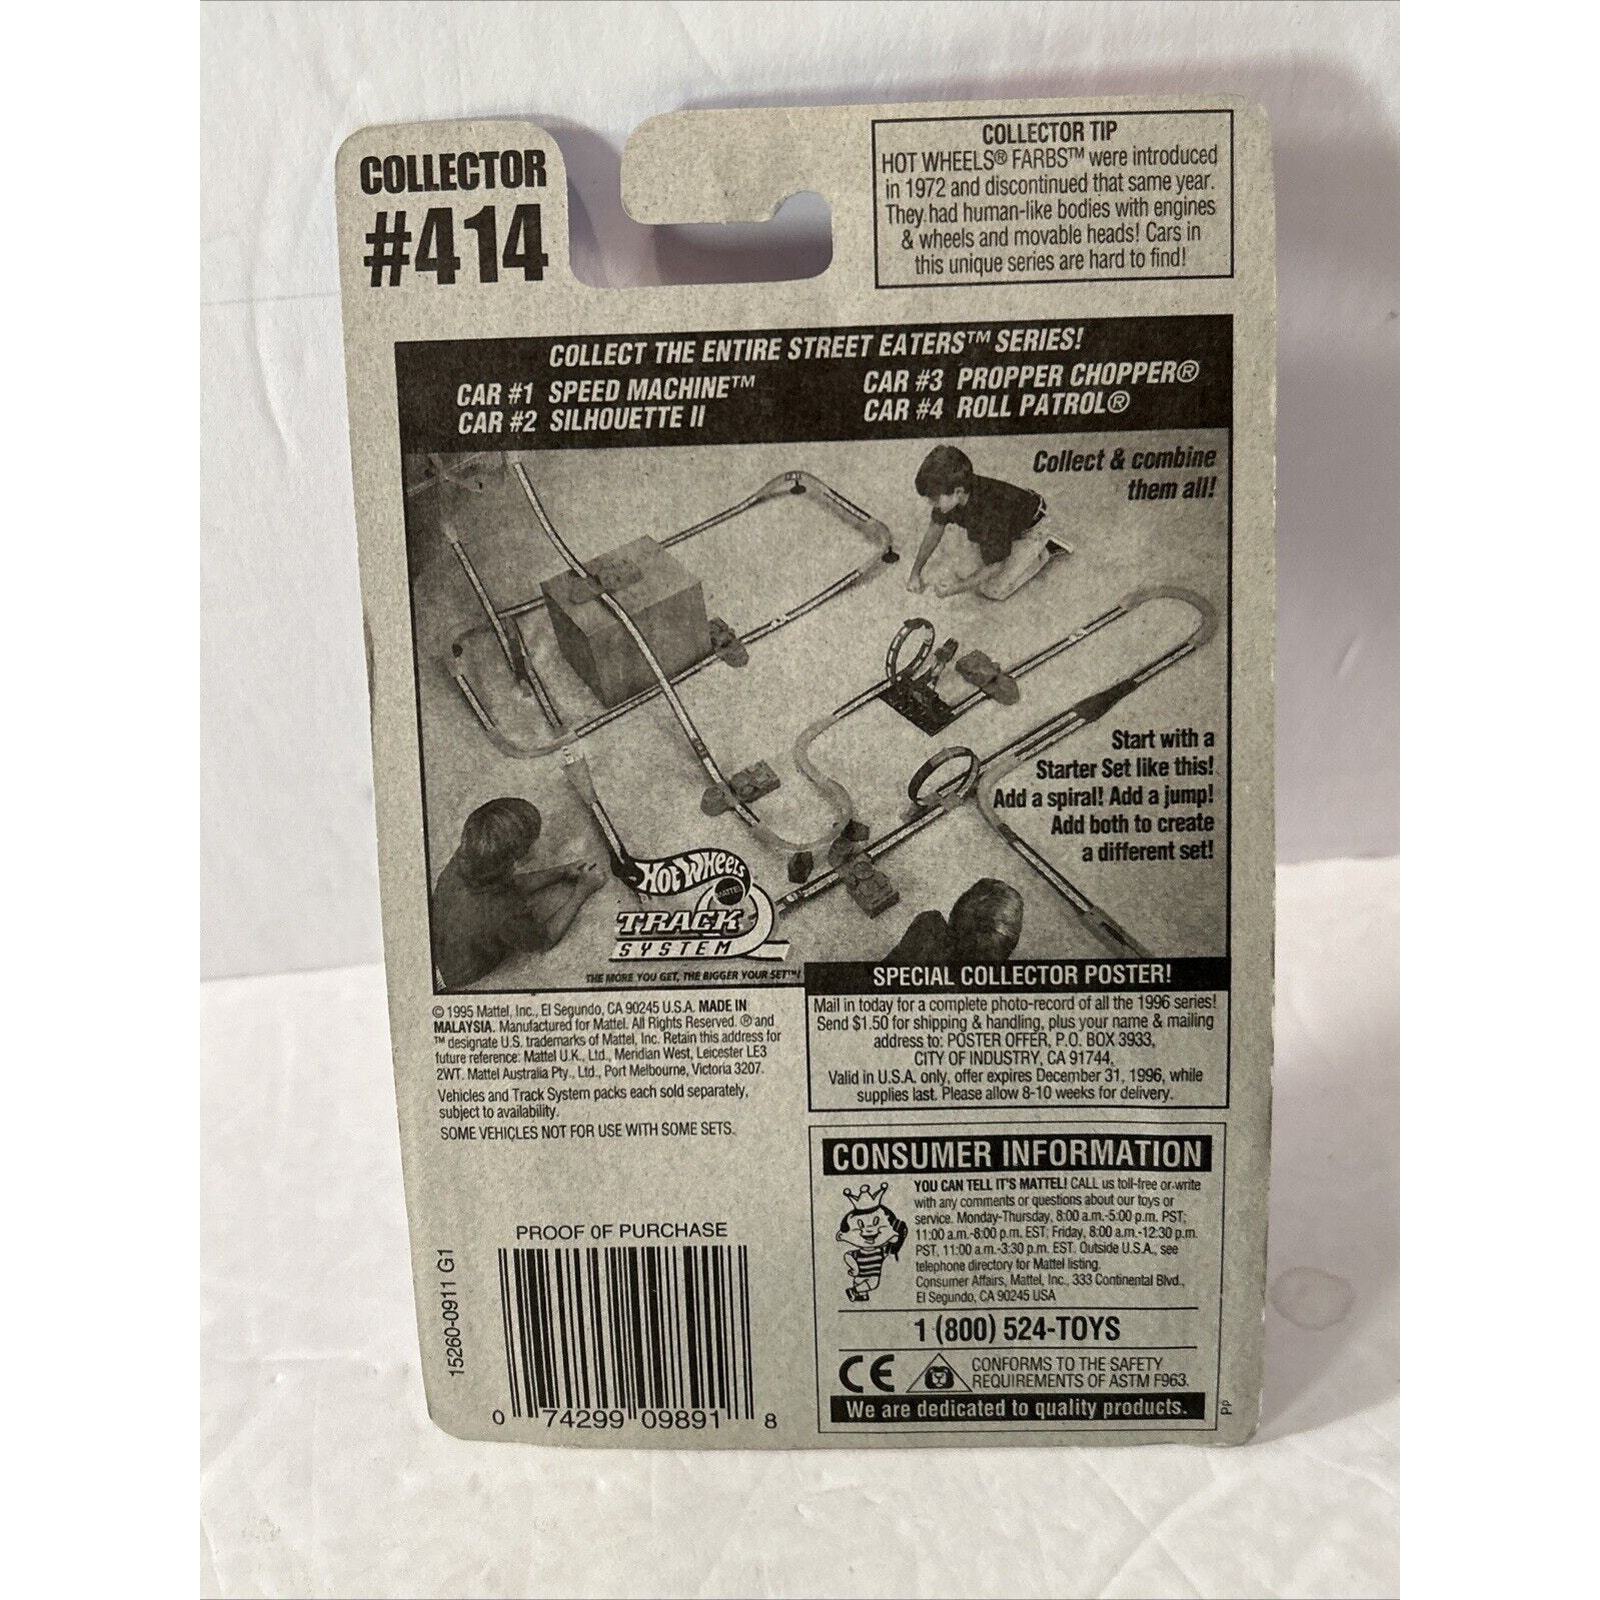 COLLECTOR
#414
COLLECTOR TIP
HOT WHEELS® FARBS™ were introduced
in 1972 and discontinued that same year.
They had human-like bodies with engines
& wheels and movable heads! Cars in
this unique series are hard to find!
COLLECT THE ENTIRE STREET EATERS™ SERIES!
CAR #1 SPEED MACHINE™
CAR #2 SILHOUETTE II
CAR #3 PROPPER CHOPPER®
CAR #4 ROLL PATROL®
Collect & combine
them all!
Start with a
Starter Set like this!
Add a spiral! Add a jump!
Add both to create
a different set!
HOT WHEELS
MATTEL
TRACK
SYSTEM
THE MORE YOU GET, THE BIGGER YOUR SET™!
© 1995 Mattel, Inc., El Segundo, CA 90245 U.S.A. MADE IN
MALAYSIA. Manufactured for Mattel. All Rights Reserved. ® and
™ designate U.S. trademarks of Mattel, Inc. Retain this address for
future reference: Mattel U.K., Ltd., Meridian West, Leicester LE3
2WT. Mattel Australia Pty., Ltd., Port Melbourne, Victoria 3207.
Vehicles and Track System packs each sold separately,
subject to availability.
SOME VEHICLES NOT FOR USE WITH SOME SETS.
SPECIAL COLLECTOR POSTER!
Mail in today for a complete photo-record of all the 1996 series!
Send $1.50 for shipping & handling, plus your name & mailing
address to: POSTER OFFER, P.O. BOX 3933,
CITY OF INDUSTRY, CA 91744,
Valid in U.S.A. only, offer expires December 31, 1996, while
supplies last. Please allow 8-10 weeks for delivery.
CONSUMER INFORMATION
YOU CAN TELL IT'S MATTEL! CALL us toll-free or write
with any comments or questions about our toys or
service. Monday-Thursday, 8:00 a.m.-5:00 p.m. PST;
11:00 a.m.-8:00 p.m. EST; Friday, 8:00 a.m.-12:30 p.m.
PST, 11:00 a.m.-3:30 p.m. EST. Outside U.S.A., see
telephone directory for Mattel listing.
Consumer Affairs, Mattel, Inc., 333 Continental Blvd.,
El Segundo, CA 90245 USA
1 (800) 524-TOYS
CE
CONFORMS TO THE SAFETY
REQUIREMENTS OF ASTM F963.
We are dedicated to quality products.
PP
PROOF OF PURCHASE
15260-0911 G1
0 74299 09891 8